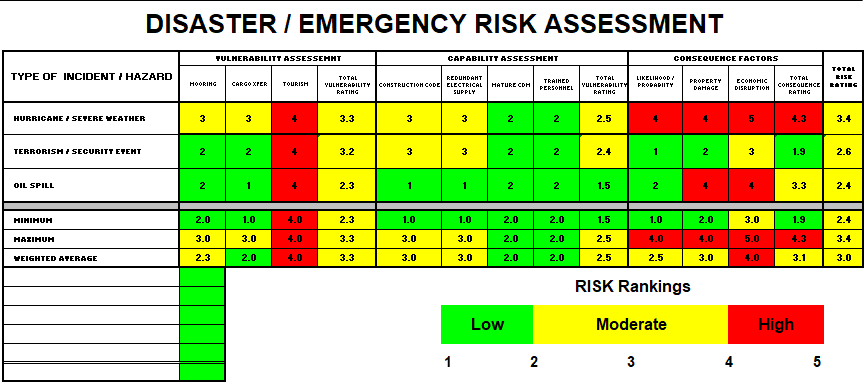 DISASTER / EMERGENCY RISK ASSESSMENT
TYPE OF INCIDENT / HAZARD
VULNERABILITY ASSESSEMNT
CAPABILITY ASSESSMENT
CONSEQUENCE FACTORS
TOTAL RISK RATING
MOORING
CARGO XFER
TOURISM
TOTAL VULNERABILITY RATING
CONSTRUCTION CODE
REDUNDANT ELECTRICAL SUPPLY
MATURE COM
TRAINED PERSONNEL
TOTAL VULNERABILITY RATING
LIKELIHOOD / PROBABIITY
PROPERTY DAMAGE
ECONOMIC DISRUPTION
TOTAL CONSEQUENCE RATING
HURRICANE / SEVERE WEATHER 3 3 4 3.3 3 3 2 2 2.5 4 4 5 4.3 3.4
TERRORISM / SECURITY EVENT 2 2 4 3.2 3 3 2 2 2.4 1 2 3 1.9 2.6
OIL SPILL 2 1 4 2.3 1 1 2 2 1.5 2 4 4 3.3 2.4
MINIMUM 2.0 1.0 4.0 2.3 1.0 1.0 2.0 2.0 1.5 1.0 2.0 3.0 1.9 2.4
MAXIMUM 3.0 3.0 4.0 3.3 3.0 3.0 2.0 2.0 2.5 4.0 4.0 5.0 4.3 3.4
WEIGHTED AVERAGE 2.3 2.0 4.0 3.3 3.0 3.0 2.0 2.0 2.5 2.5 3.0 4.0 3.1 3.0
RISK Rankings
Low Moderate High
1 2 3 4 5